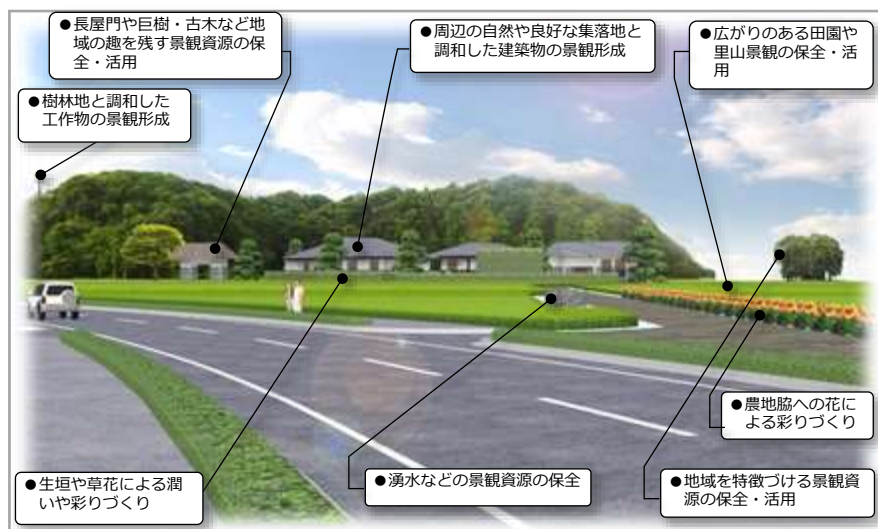 ●長屋門や巨樹・古木など地
域の趣を残す景観資源の保
全・活用
●周辺の自然や良好な集落地と
調和した建築物の景観形成
●広がりのある田園や
里山景観の保全・活
用
●樹林地と調和した
工作物の景観形成
●農地脇への花に
よる彩りづくり
●生垣や草花による潤
いや彩りづくり
●湧水などの景観資源の保全
●地域を特徴づける景観資
源の保全・活用